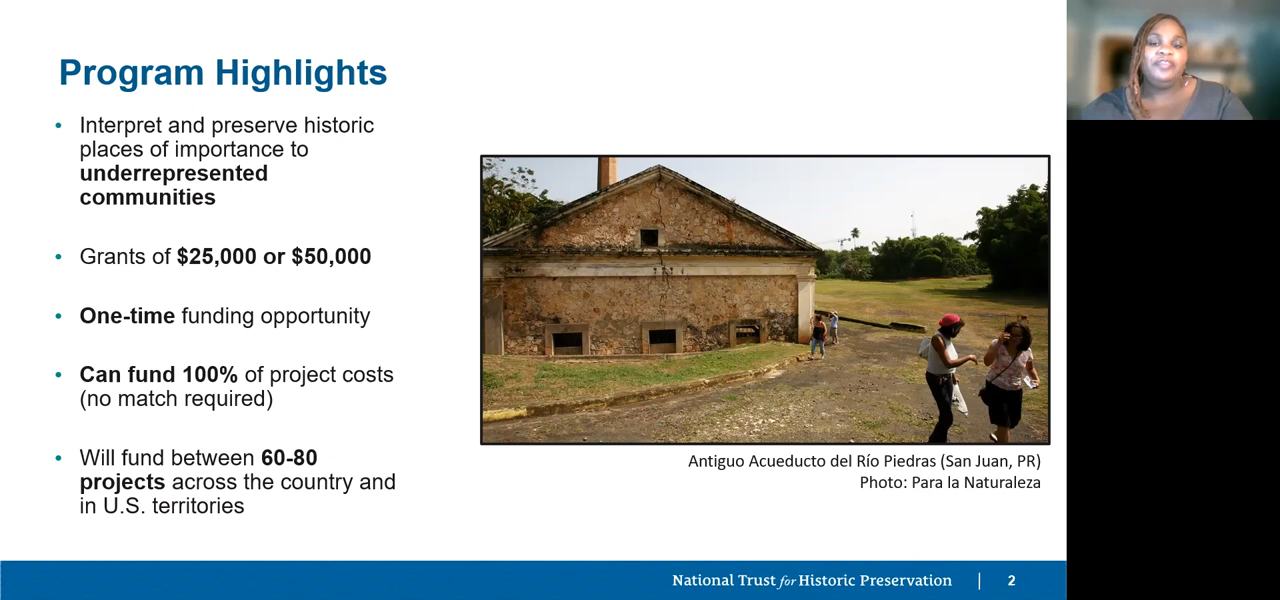 Program Highlights
• Interpret and preserve historic
places of importance to
underrepresented
communities
• Grants of $25,000 or $50,000
• One-time funding opportunity
• Can fund 100% of project costs
(no match required)
• Will fund between 60-80
projects across the country and
in U.S. territories
Antiguo Acueducto del Río Piedras (San Juan, PR)
Photo: Para la Naturaleza
National Trust for Historic Preservation | 2